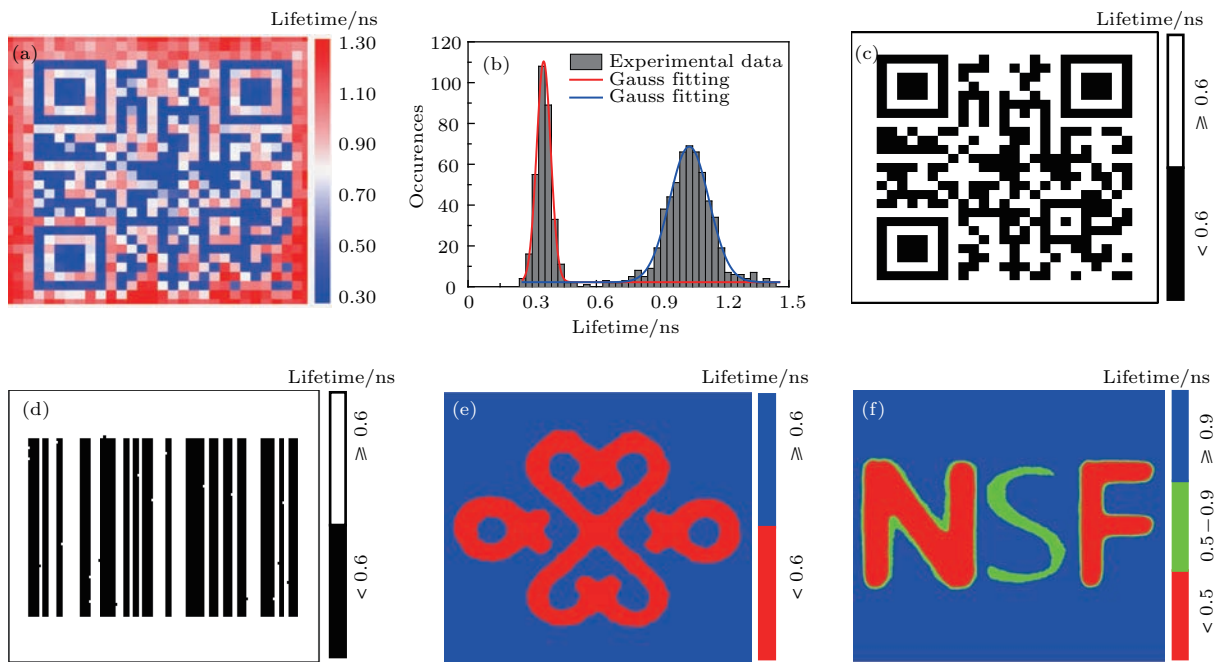 Lifetime/ns
(a)
1.30
1.10
0.90
0.70
0.50
0.30
(b)
Experimental data
Gauss fitting
Gauss fitting
Occurences
120
100
80
60
40
20
0
0 0.3 0.6 0.9 1.2 1.5
Lifetime/ns
(c)
≥ 0.6
< 0.6
Lifetime/ns
(d)
≥ 0.6
< 0.6
Lifetime/ns
(e)
≥ 0.6
< 0.6
Lifetime/ns
(f)
NSF
≥ 0.9
0.5−0.9
< 0.5